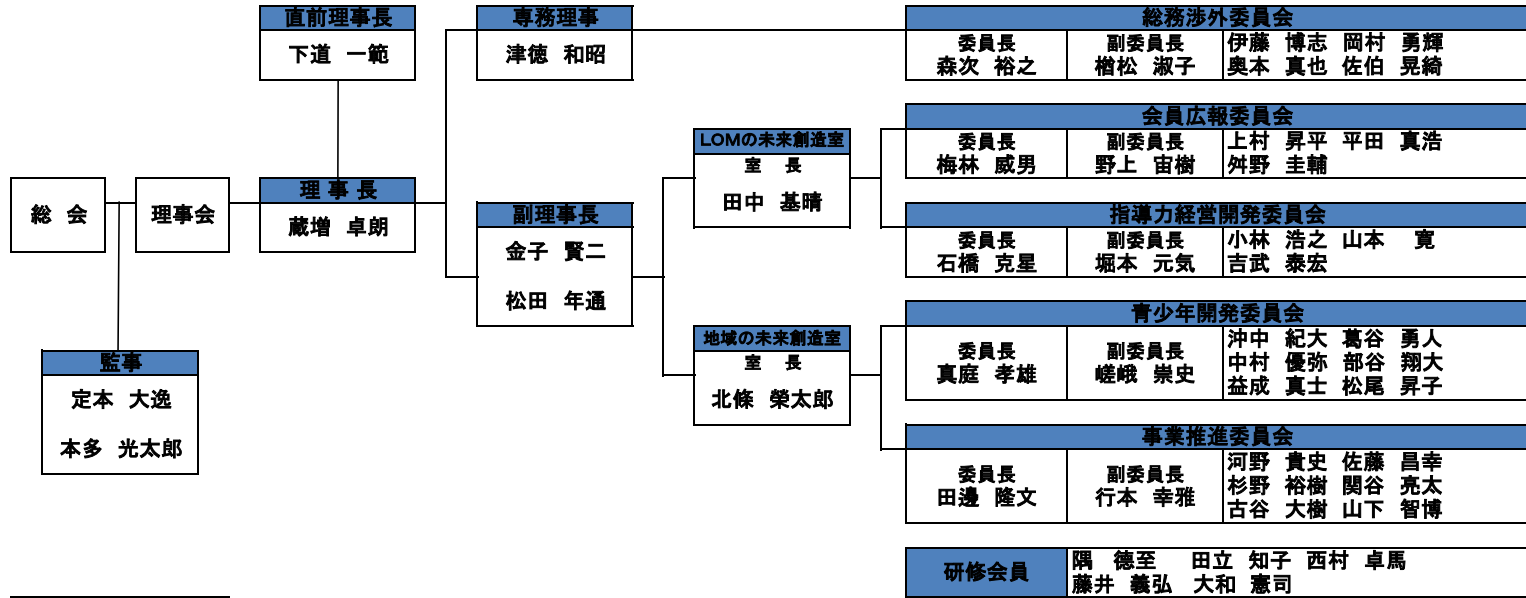 直前理事長
下道 一範
専務理事
津徳 和昭
総務渉外委員会
委員長
森次 裕之
副委員長
楢松 淑子
伊藤 博志 岡村 勇輝
奥本 真也 佐伯 晃綺
会員広報委員会
委員長
梅林 威男
副委員長
野上 宙樹
上村 昇平 平田 真浩
舛野 圭輔
LOMの未来創造室
室 長
田中 基晴
総 会
理事会
理 事 長
蔵増 卓朗
副理事長
金子 賢二
松田 年通
指導力経営開発委員会
委員長
石橋 克星
副委員長
堀本 元気
小林 浩之 山本 寛
吉武 泰宏
青少年開発委員会
委員長
真庭 孝雄
副委員長
嵯峨 崇史
沖中 紀大 葛谷 勇人
中村 優弥 部谷 翔大
益成 真士 松尾 昇子
地域の未来創造室
室 長
北條 榮太郎
監事
定本 大逸
本多 光太郎
事業推進委員会
委員長
田邊 隆文
副委員長
行本 幸雅
河野 貴史 佐藤 昌幸
杉野 裕樹 関谷 亮太
古谷 大樹 山下 智博
研修会員
隅 德至 田立 知子 西村 卓馬
藤井 義弘 大和 憲司